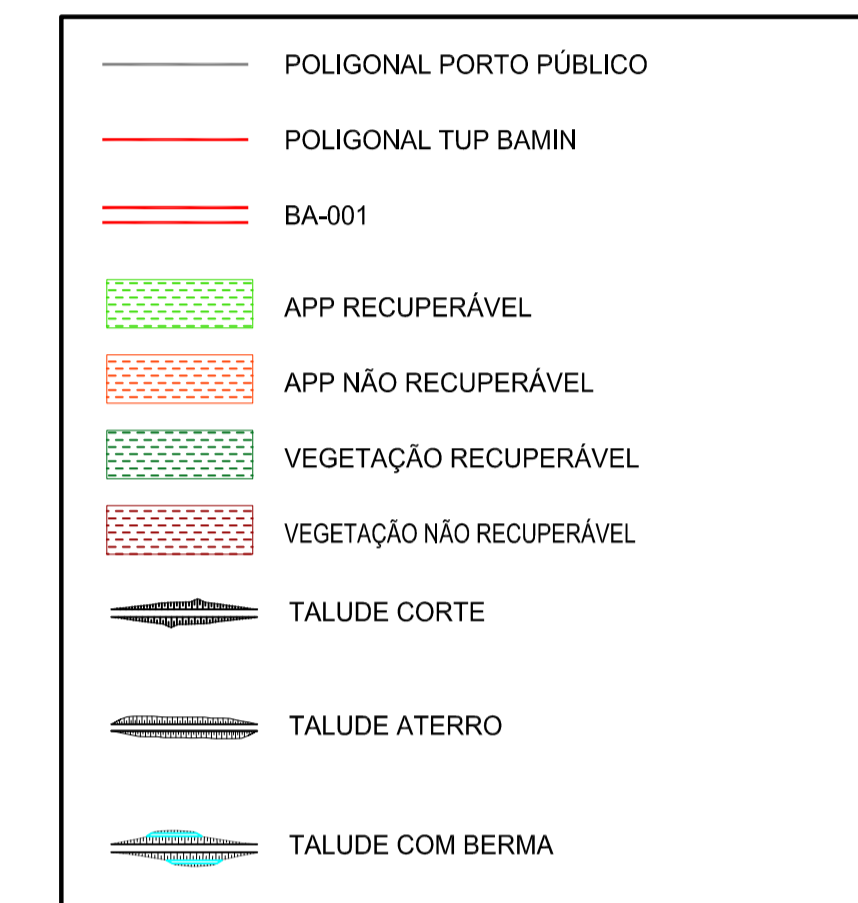 POLIGONAL PORTO PÚBLICO
POLIGONAL TUP BAMIN
BA-001
APP RECUPERÁVEL
APP NÃO RECUPERÁVEL
VEGETAÇÃO RECUPERÁVEL
VEGETAÇÃO NÃO RECUPERÁVEL
TALUDE CORTE
TALUDE ATERRO
TALUDE COM BERMA